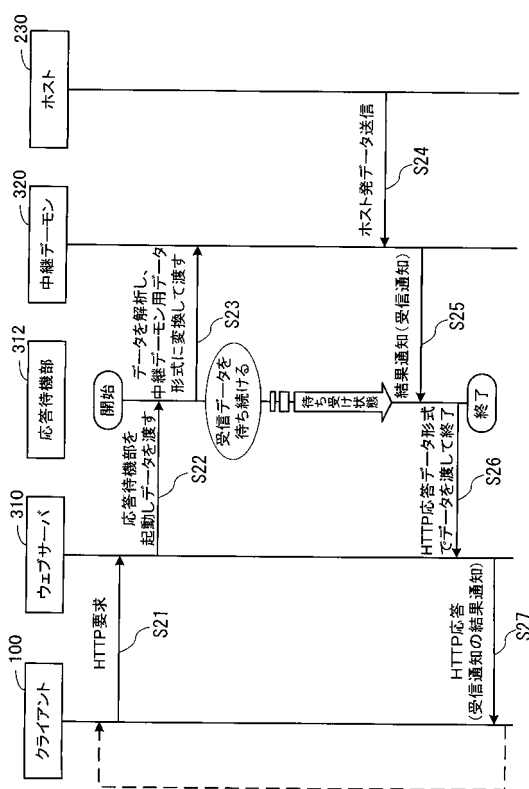 クライアント
100
ウェブサーバ
310
応答待機部
312
中継デーモン
320
ホスト
230
HTTP要求
S21
応答待機部を
起動しデータを渡す
S22
開始
データを解析し、
中継デーモン用データ
形式に変換して渡す
S23
受信データを
待ち続ける
待ち受け
状態
ホスト発データ送信
S24
結果通知(受信通知)
S25
終了
HTTP応答データ形式
でデータを渡して終了
S26
HTTP応答
(受信通知の結果通知)
S27